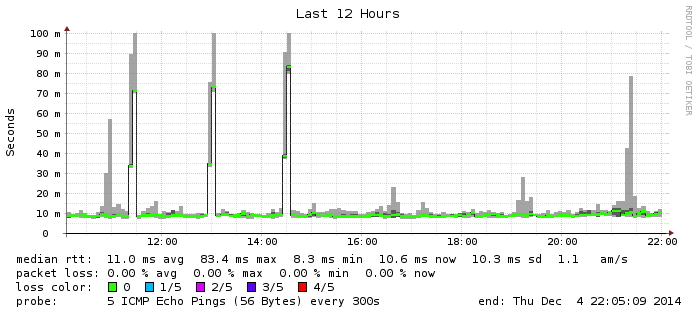 Last 12 Hours
RRDTOOL / TOBI OETIKER
Seconds
100 m
90 m
80 m
70 m
60 m
50 m
40 m
30 m
20 m
10 m
0
12:00 14:00 16:00 18:00 20:00 22:00
median rtt: 11.0 ms avg 83.4 ms max 8.3 ms min 10.6 ms now 10.3 ms sd 1.1 am/s
packet loss: 0.00 % avg 0.00 % max 0.00 % min 0.00 % now
loss color: 0 1/5 2/5 3/5 4/5
probe: 5 ICMP Echo Pings (56 Bytes) every 300s end: Thu Dec 4 22:05:09 2014